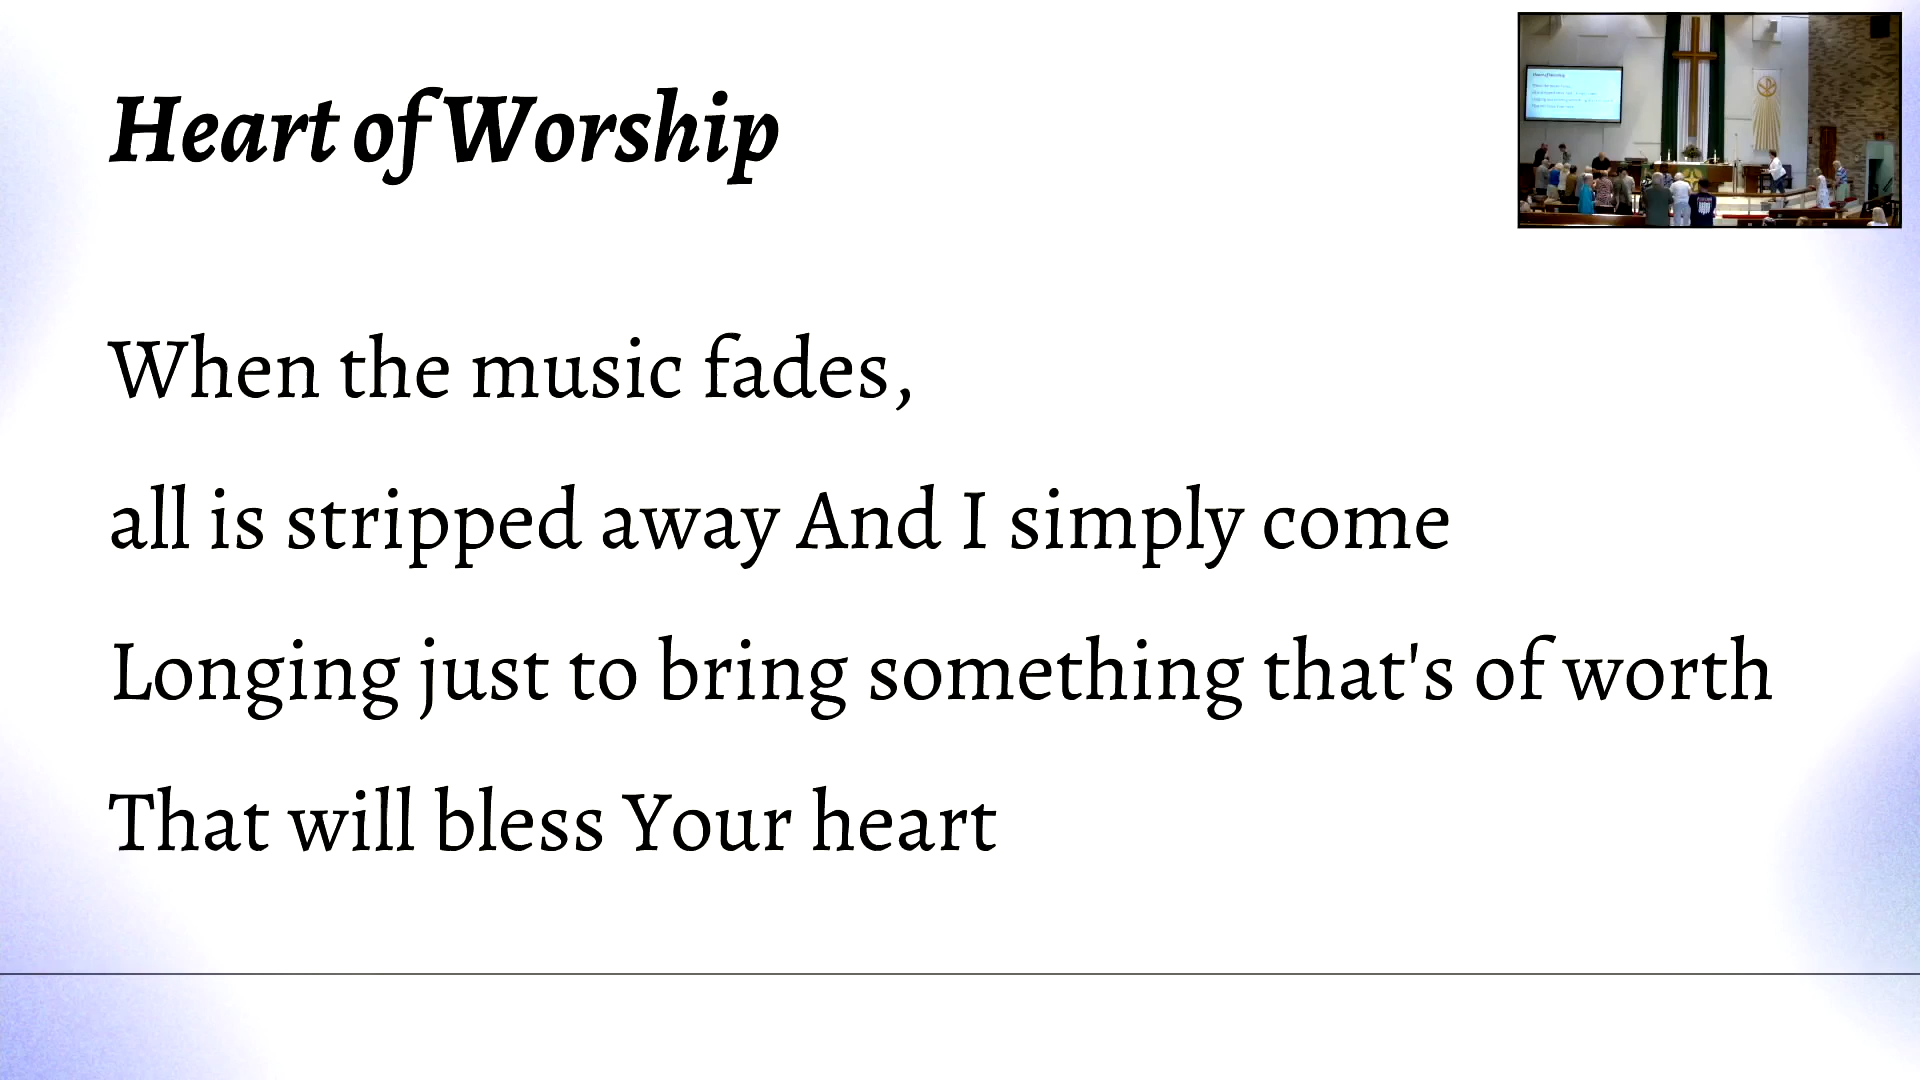 Heart of Worship
When the music fades,
all is stripped away And I simply come
Longing just to bring something that's of worth
That will bless Your heart